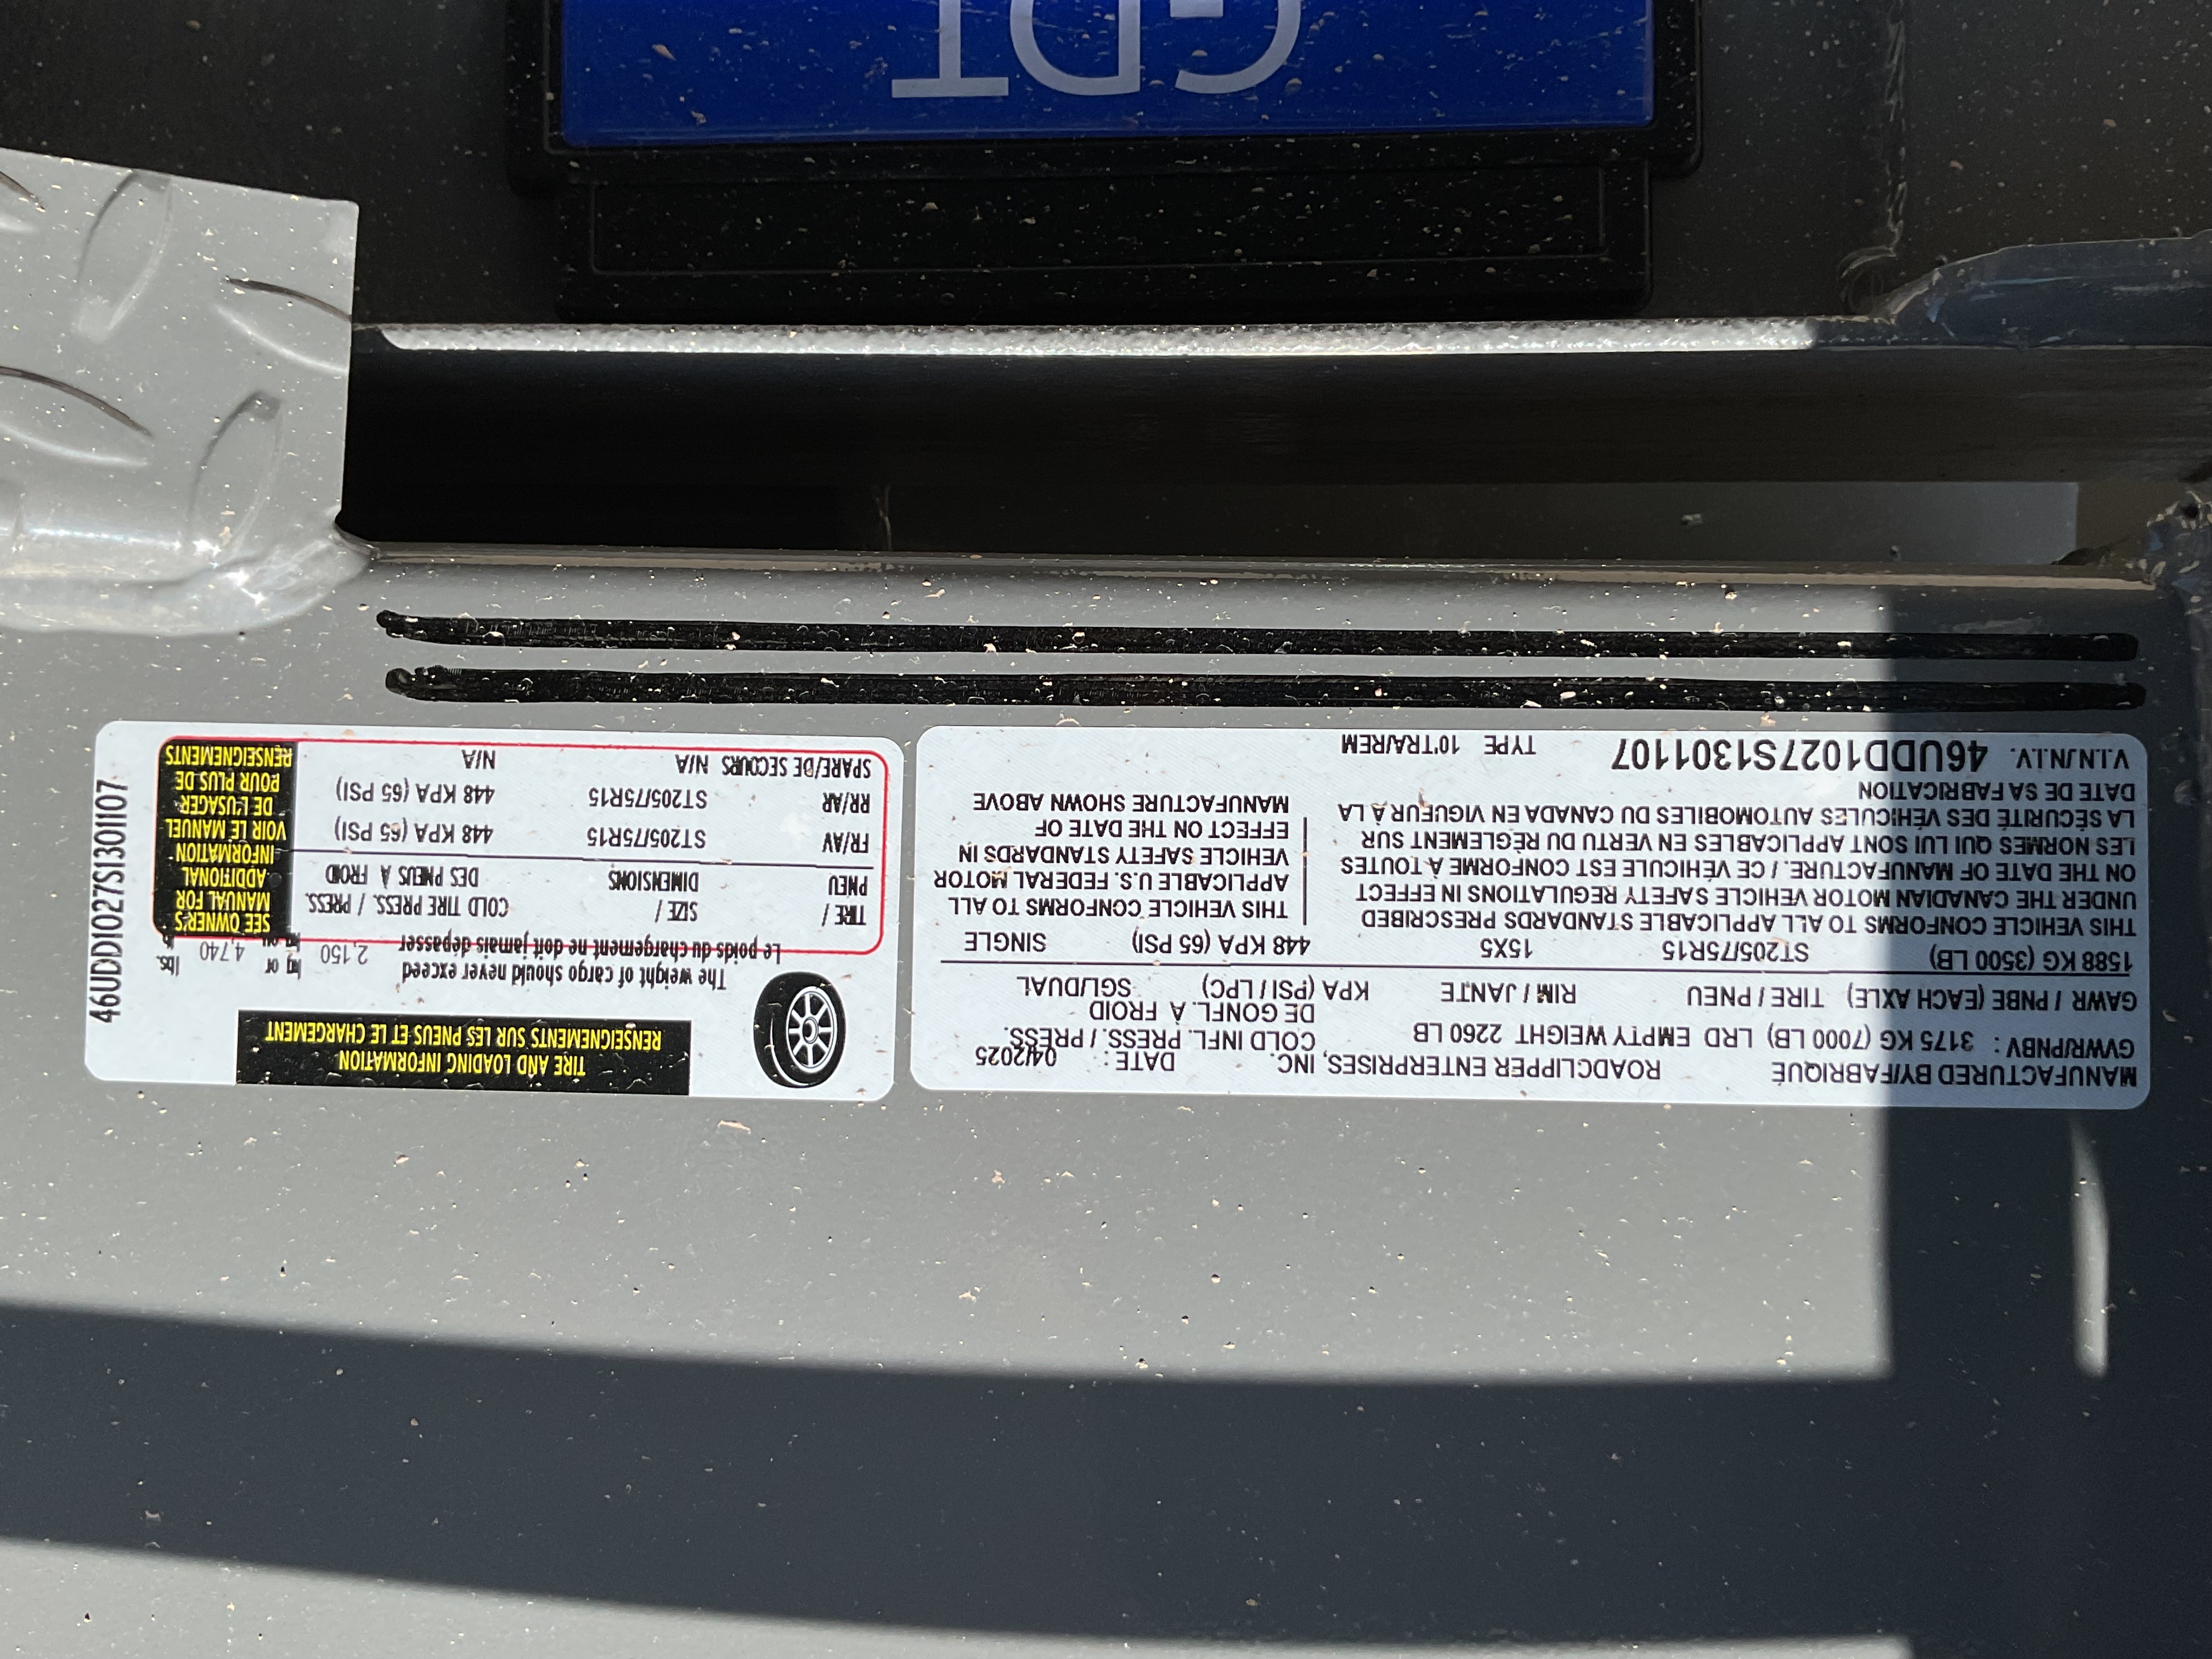 MANUFACTURED BY/FABRIQUÉ ROADCLIPPER ENTERPRISES, INC. DATE: 04/2025
GVWR/PNBV: 3175 KG (7000 LB) LRD EMPTY WEIGHT 2260 LB COLD INFL. PRESS. / PRESS.
DE GONFL. À FROID
GAWR / PNBE (EACH AXLE) TIRE / PNEU RIM / JANTE KPA (PSI / LPC) SGL/DUAL
1588 KG (3500 LB) ST205/75R15 15X5 448 KPA (65 PSI) SINGLE
THIS VEHICLE CONFORMS TO ALL APPLICABLE STANDARDS PRESCRIBED
UNDER THE CANADIAN MOTOR VEHICLE SAFETY REGULATIONS IN EFFECT
ON THE DATE OF MANUFACTURE. / CE VÉHICULE EST CONFORME À TOUTES
LES NORMES QUI LUI SONT APPLICABLES EN VERTU DU RÈGLEMENT SUR
LA SÉCURITÉ DES VÉHICULES AUTOMOBILES DU CANADA EN VIGUEUR À LA
DATE DE SA FABRICATION
THIS VEHICLE CONFORMS TO ALL
APPLICABLE U.S. FEDERAL MOTOR
VEHICLE SAFETY STANDARDS IN
EFFECT ON THE DATE OF
MANUFACTURE SHOWN ABOVE
V.I.N./N.I.V. 46UDD1027S1301107 TYPE 10'TRA/REM
TIRE AND LOADING INFORMATION
RENSEIGNEMENTS SUR LES PNEUS ET LE CHARGEMENT
The weight of cargo should never exceed
Le poids du chargement ne doit jamais dépasser
2,150 kg or
kg ou 4,740 lbs.
lb
TIRE / SIZE / COLD TIRE PRESS. / PRESS.
PNEU DIMENSIONS DES PNEUS À FROID
FR/AV ST205/75R15 448 KPA (65 PSI)
RR/AR ST205/75R15 448 KPA (65 PSI)
SPARE/DE SECOURS N/A N/A
SEE OWNER'S
MANUAL FOR
ADDITIONAL
INFORMATION
VOIR LE MANUEL
DE L'USAGER
POUR PLUS DE
RENSEIGNEMENTS
46UDD1027S1301107
GDT